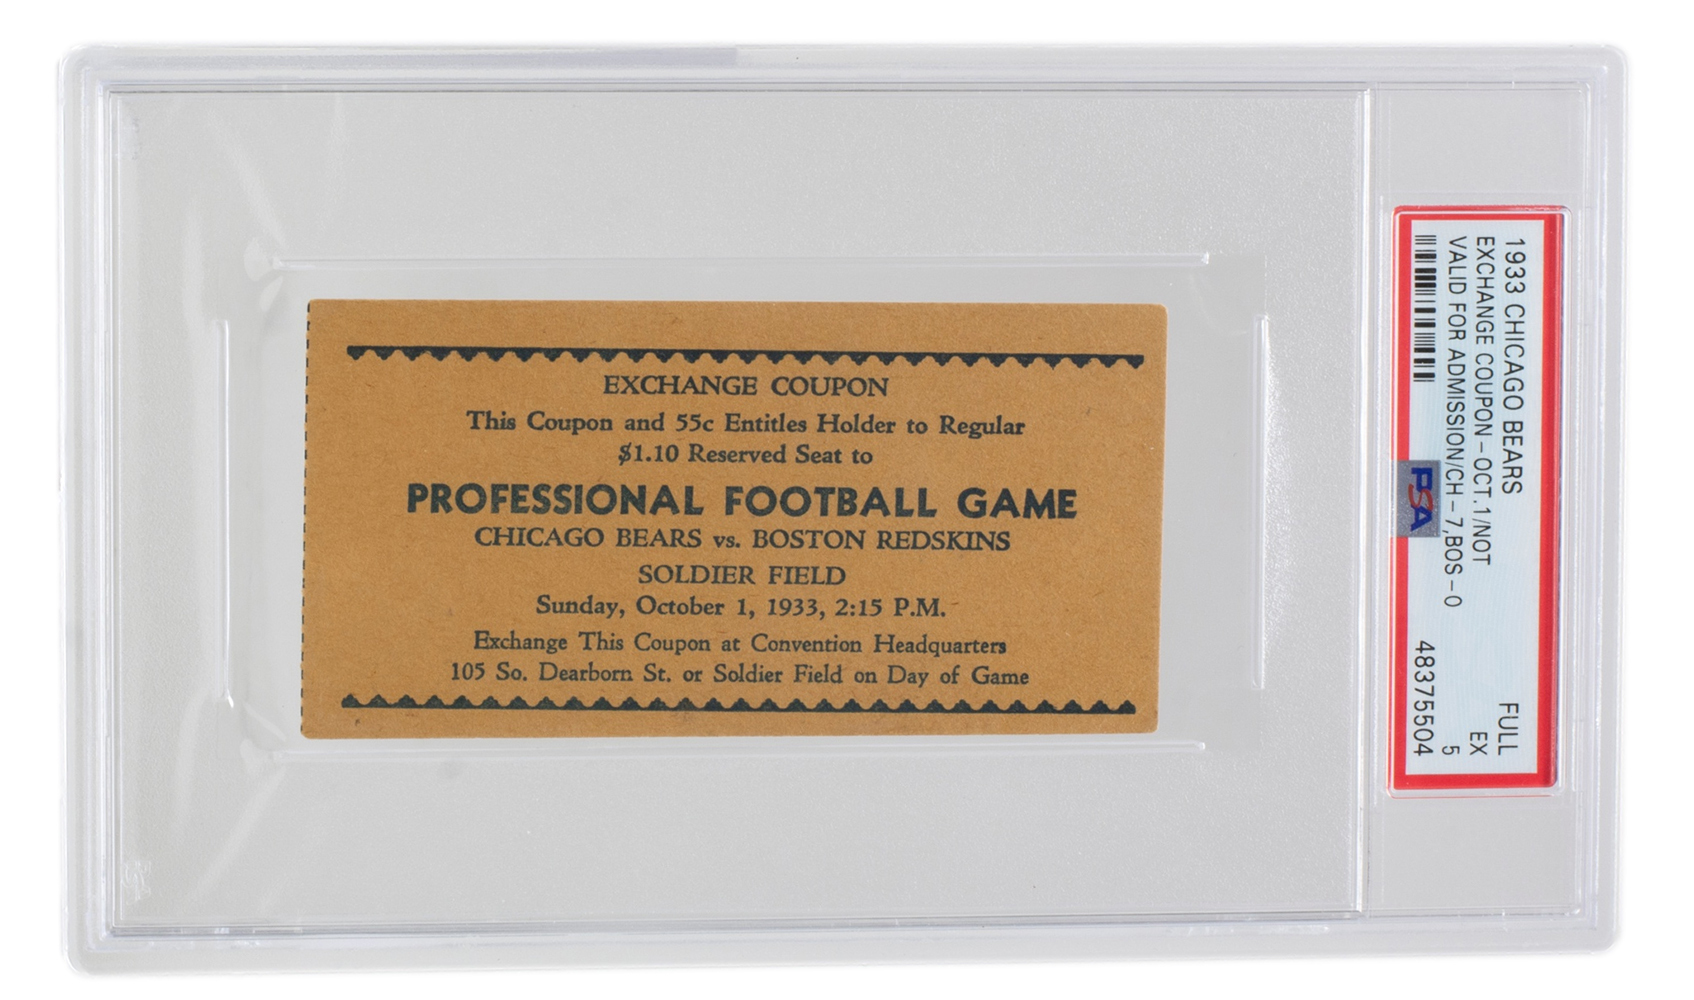 EXCHANGE COUPON
This Coupon and 55c Entitles Holder to Regular
$1.10 Reserved Seat to
PROFESSIONAL FOOTBALL GAME
CHICAGO BEARS vs. BOSTON REDSKINS
SOLDIER FIELD
Sunday, October 1, 1933, 2:15 P.M.
Exchange This Coupon at Convention Headquarters
105 So. Dearborn St. or Soldier Field on Day of Game
1933 CHICAGO BEARS FULL
EXCHANGE COUPON-OCT.1/NOT EX
VALID FOR ADMISSION/CH-7,BOS-0 5
PSA 48375504